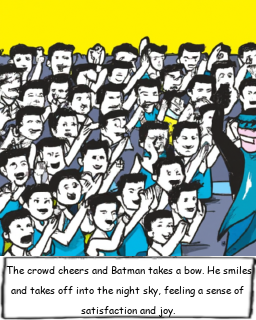 The crowd cheers and Batman takes a bow. He smiles
and takes off into the night sky, feeling a sense of
satisfaction and joy.